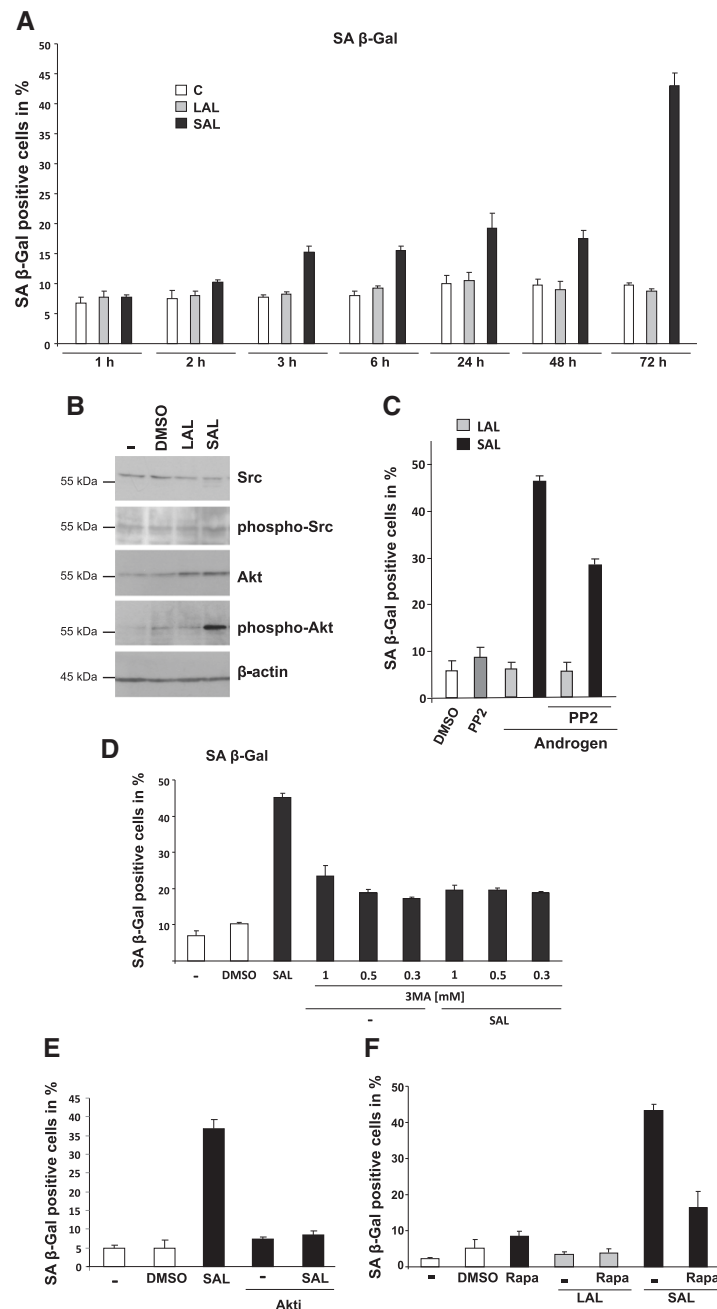 A
SA β-Gal
SA β-Gal positive cells in %
50
45
40
35
30
25
20
15
10
5
0
C
LAL
SAL
1 h 2 h 3 h 6 h 24 h 48 h 72 h
B
- DMSO LAL SAL
55 kDa Src
55 kDa phospho-Src
55 kDa Akt
55 kDa phospho-Akt
45 kDa β-actin
C
LAL
SAL
SA β-Gal positive cells in %
50
40
30
20
10
0
DMSO PP2
PP2
Androgen
D
SA β-Gal
SA β-Gal positive cells in %
50
40
30
20
10
- DMSO SAL 1 0.5 0.3 1 0.5 0.3
3MA [mM]
- SAL
E
SA β-Gal positive cells in %
45
40
35
30
25
15
10
5
0
- DMSO SAL - SAL
Akti
F
SA β-Gal positive cells in %
50
40
30
20
10
0
- DMSO Rapa - Rapa - Rapa
LAL SAL